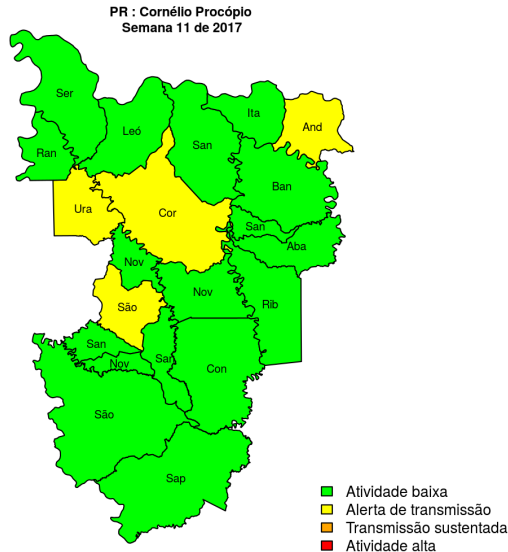 PR : Cornélio Procópio
Semana 11 de 2017
Ser
Ita
And
Leó
San
Ran
Ban
Ura
Cor
San
Aba
Nov
Nov
Rib
São
San
San
Nov
Con
São
Sap
Atividade baixa
Alerta de transmissão
Transmissão sustentada
Atividade alta